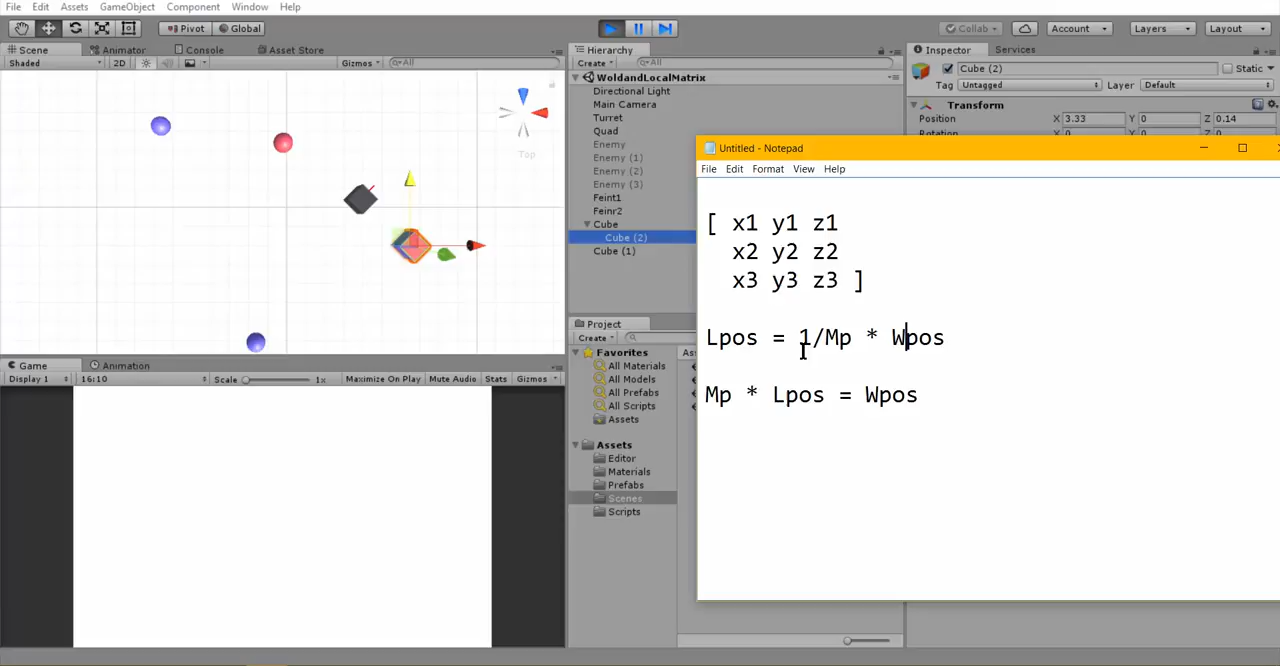 File Edit Assets GameObject Component Window Help
Pivot Global Collab Account Layers Layout
Scene Animator Console Asset Store
Shaded 2D Gizmos All
Top
Hierarchy
Create All
WoldandLocalMatrix
Directional Light
Main Camera
Turret
Quad
Enemy
Enemy (1)
Enemy (2)
Enemy (3)
Feint1
Feinr2
Cube
Cube (2)
Cube (1)
Inspector Services
Cube (2) Static
Tag Untagged Layer Default
Transform
Position X 3.33 Y 0 Z 0.14
Untitled - Notepad
File Edit Format View Help
[ x1 y1 z1
x2 y2 z2
x3 y3 z3 ]
Lpos = 1/Mp * Wpos
Mp * Lpos = Wpos
Game Animation
Display 1 16:10 Scale 1x Maximize On Play Mute Audio Stats Gizmos
Project
Create
Favorites
All Materials
All Models
All Prefabs
All Scripts
Assets
Assets
Editor
Materials
Prefabs
Scenes
Scripts